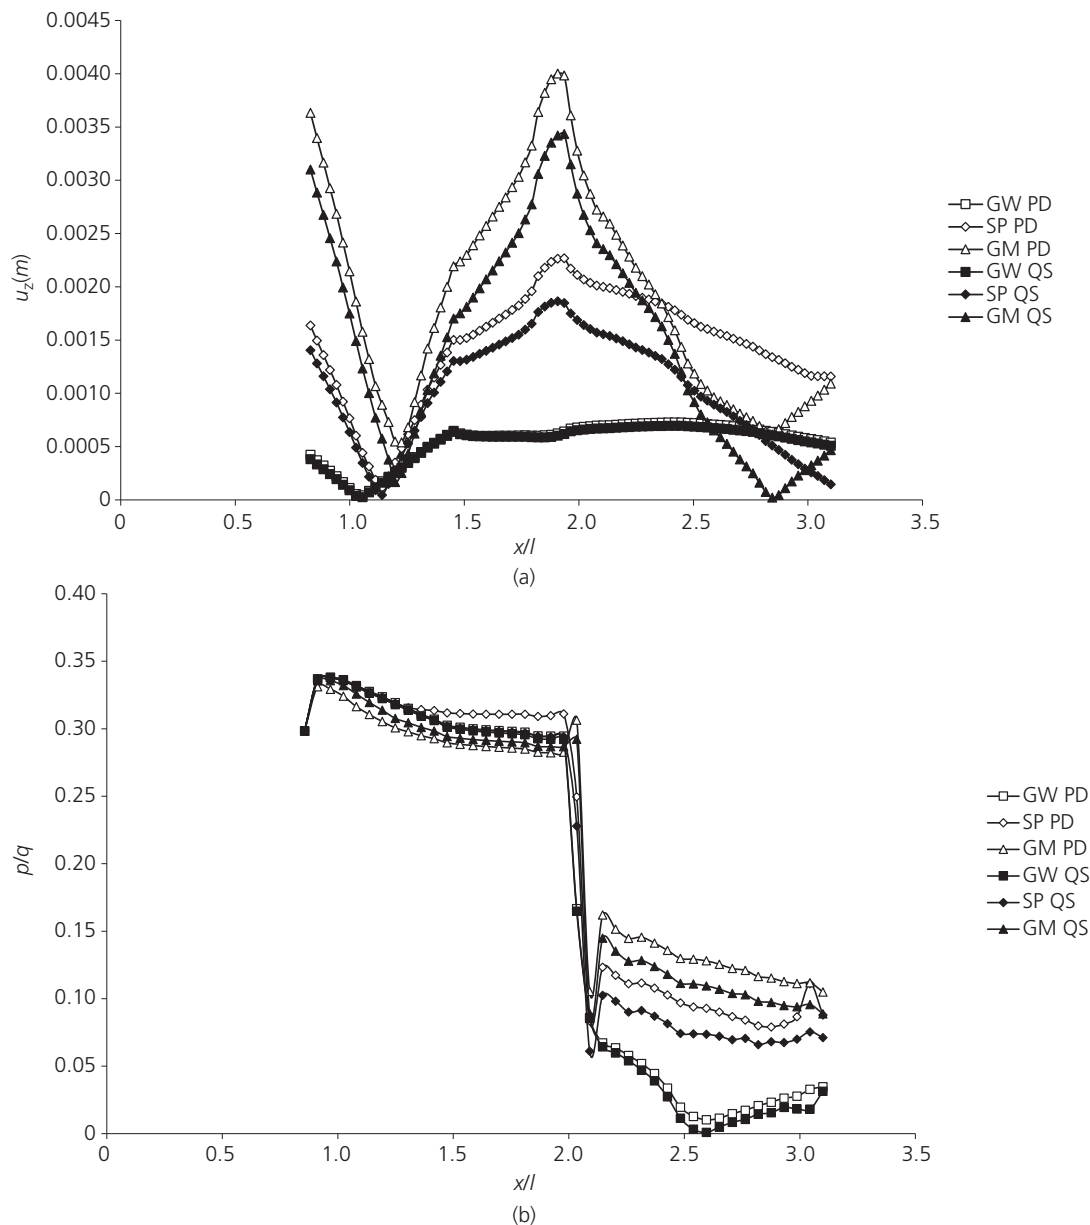 0.0045
0.0040
0.0035
0.0030
0.0025
0.0020
0.0015
0.0010
0.0005
0
u_z(m)
0 0.5 1.0 1.5 2.0 2.5 3.0 3.5
x/l
GW PD
SP PD
GM PD
GW QS
SP QS
GM QS
(a)
0.40
0.35
0.30
0.25
0.20
0.15
0.10
0.05
0
p/q
0 0.5 1.0 1.5 2.0 2.5 3.0 3.5
x/l
GW PD
SP PD
GM PD
GW QS
SP QS
GM QS
(b)